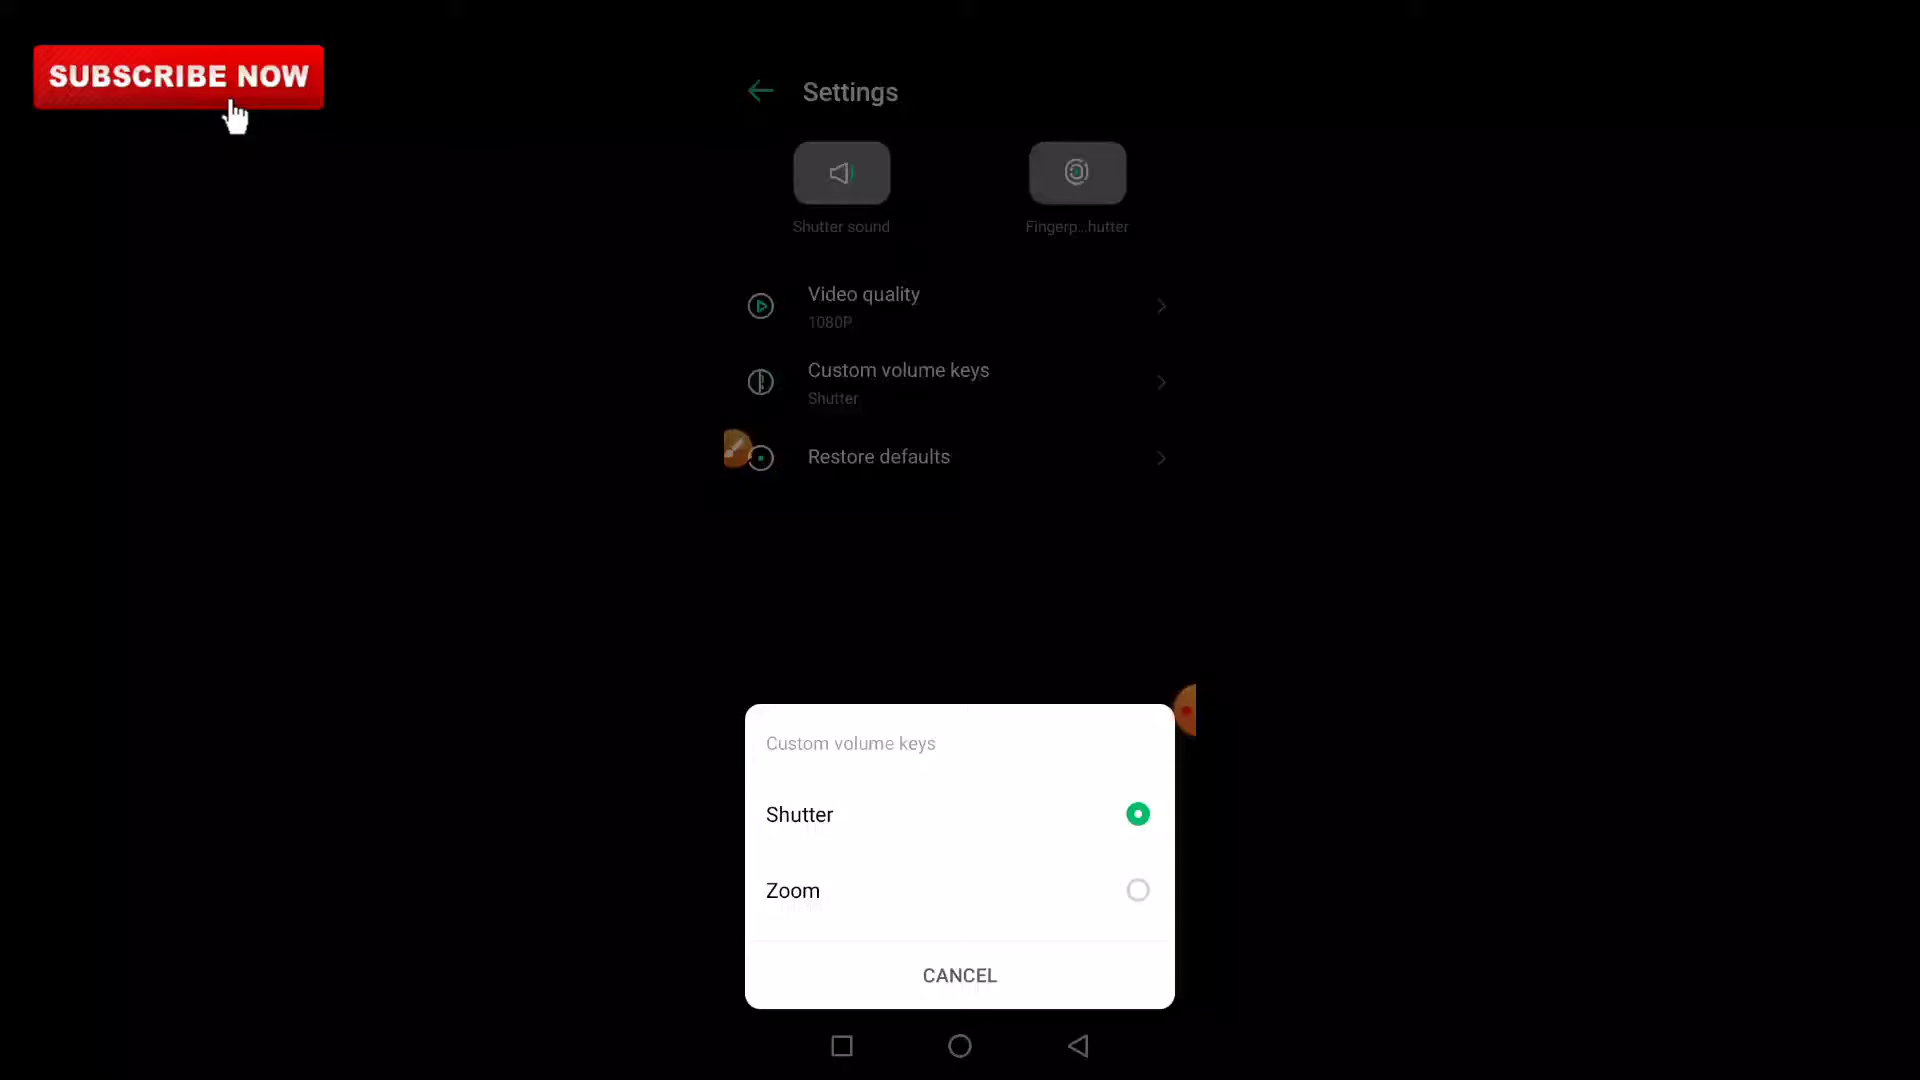 SUBSCRIBE NOW
Settings
Shutter sound
Fingerp...hutter
Video quality
1080P
Custom volume keys
Shutter
Restore defaults
Custom volume keys
Shutter
Zoom
CANCEL